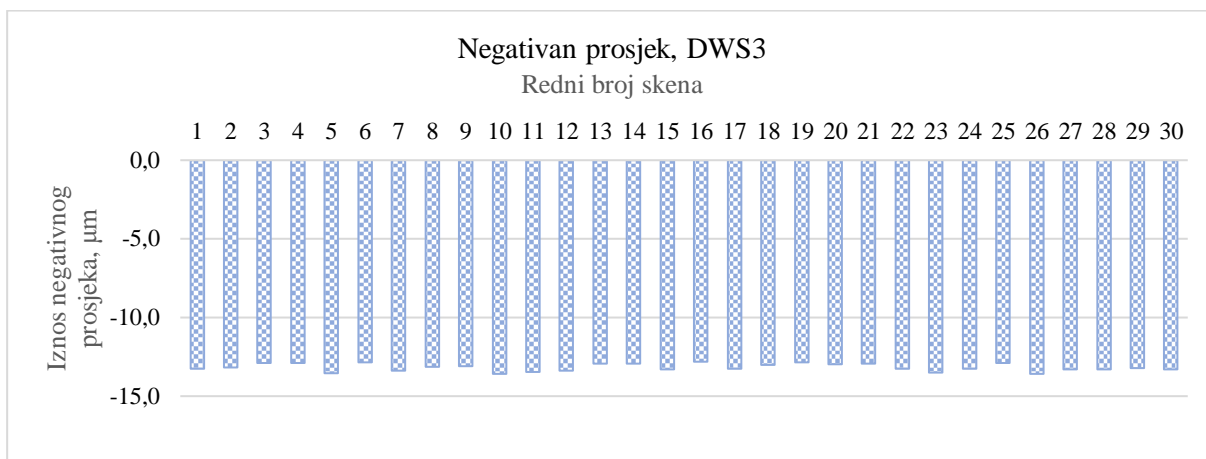 Negativan prosjek, DWS3
Redni broj skena
1 2 3 4 5 6 7 8 9 10 11 12 13 14 15 16 17 18 19 20 21 22 23 24 25 26 27 28 29 30
0,0
-5,0
-10,0
-15,0
Iznos negativnog
prosjeka, µm